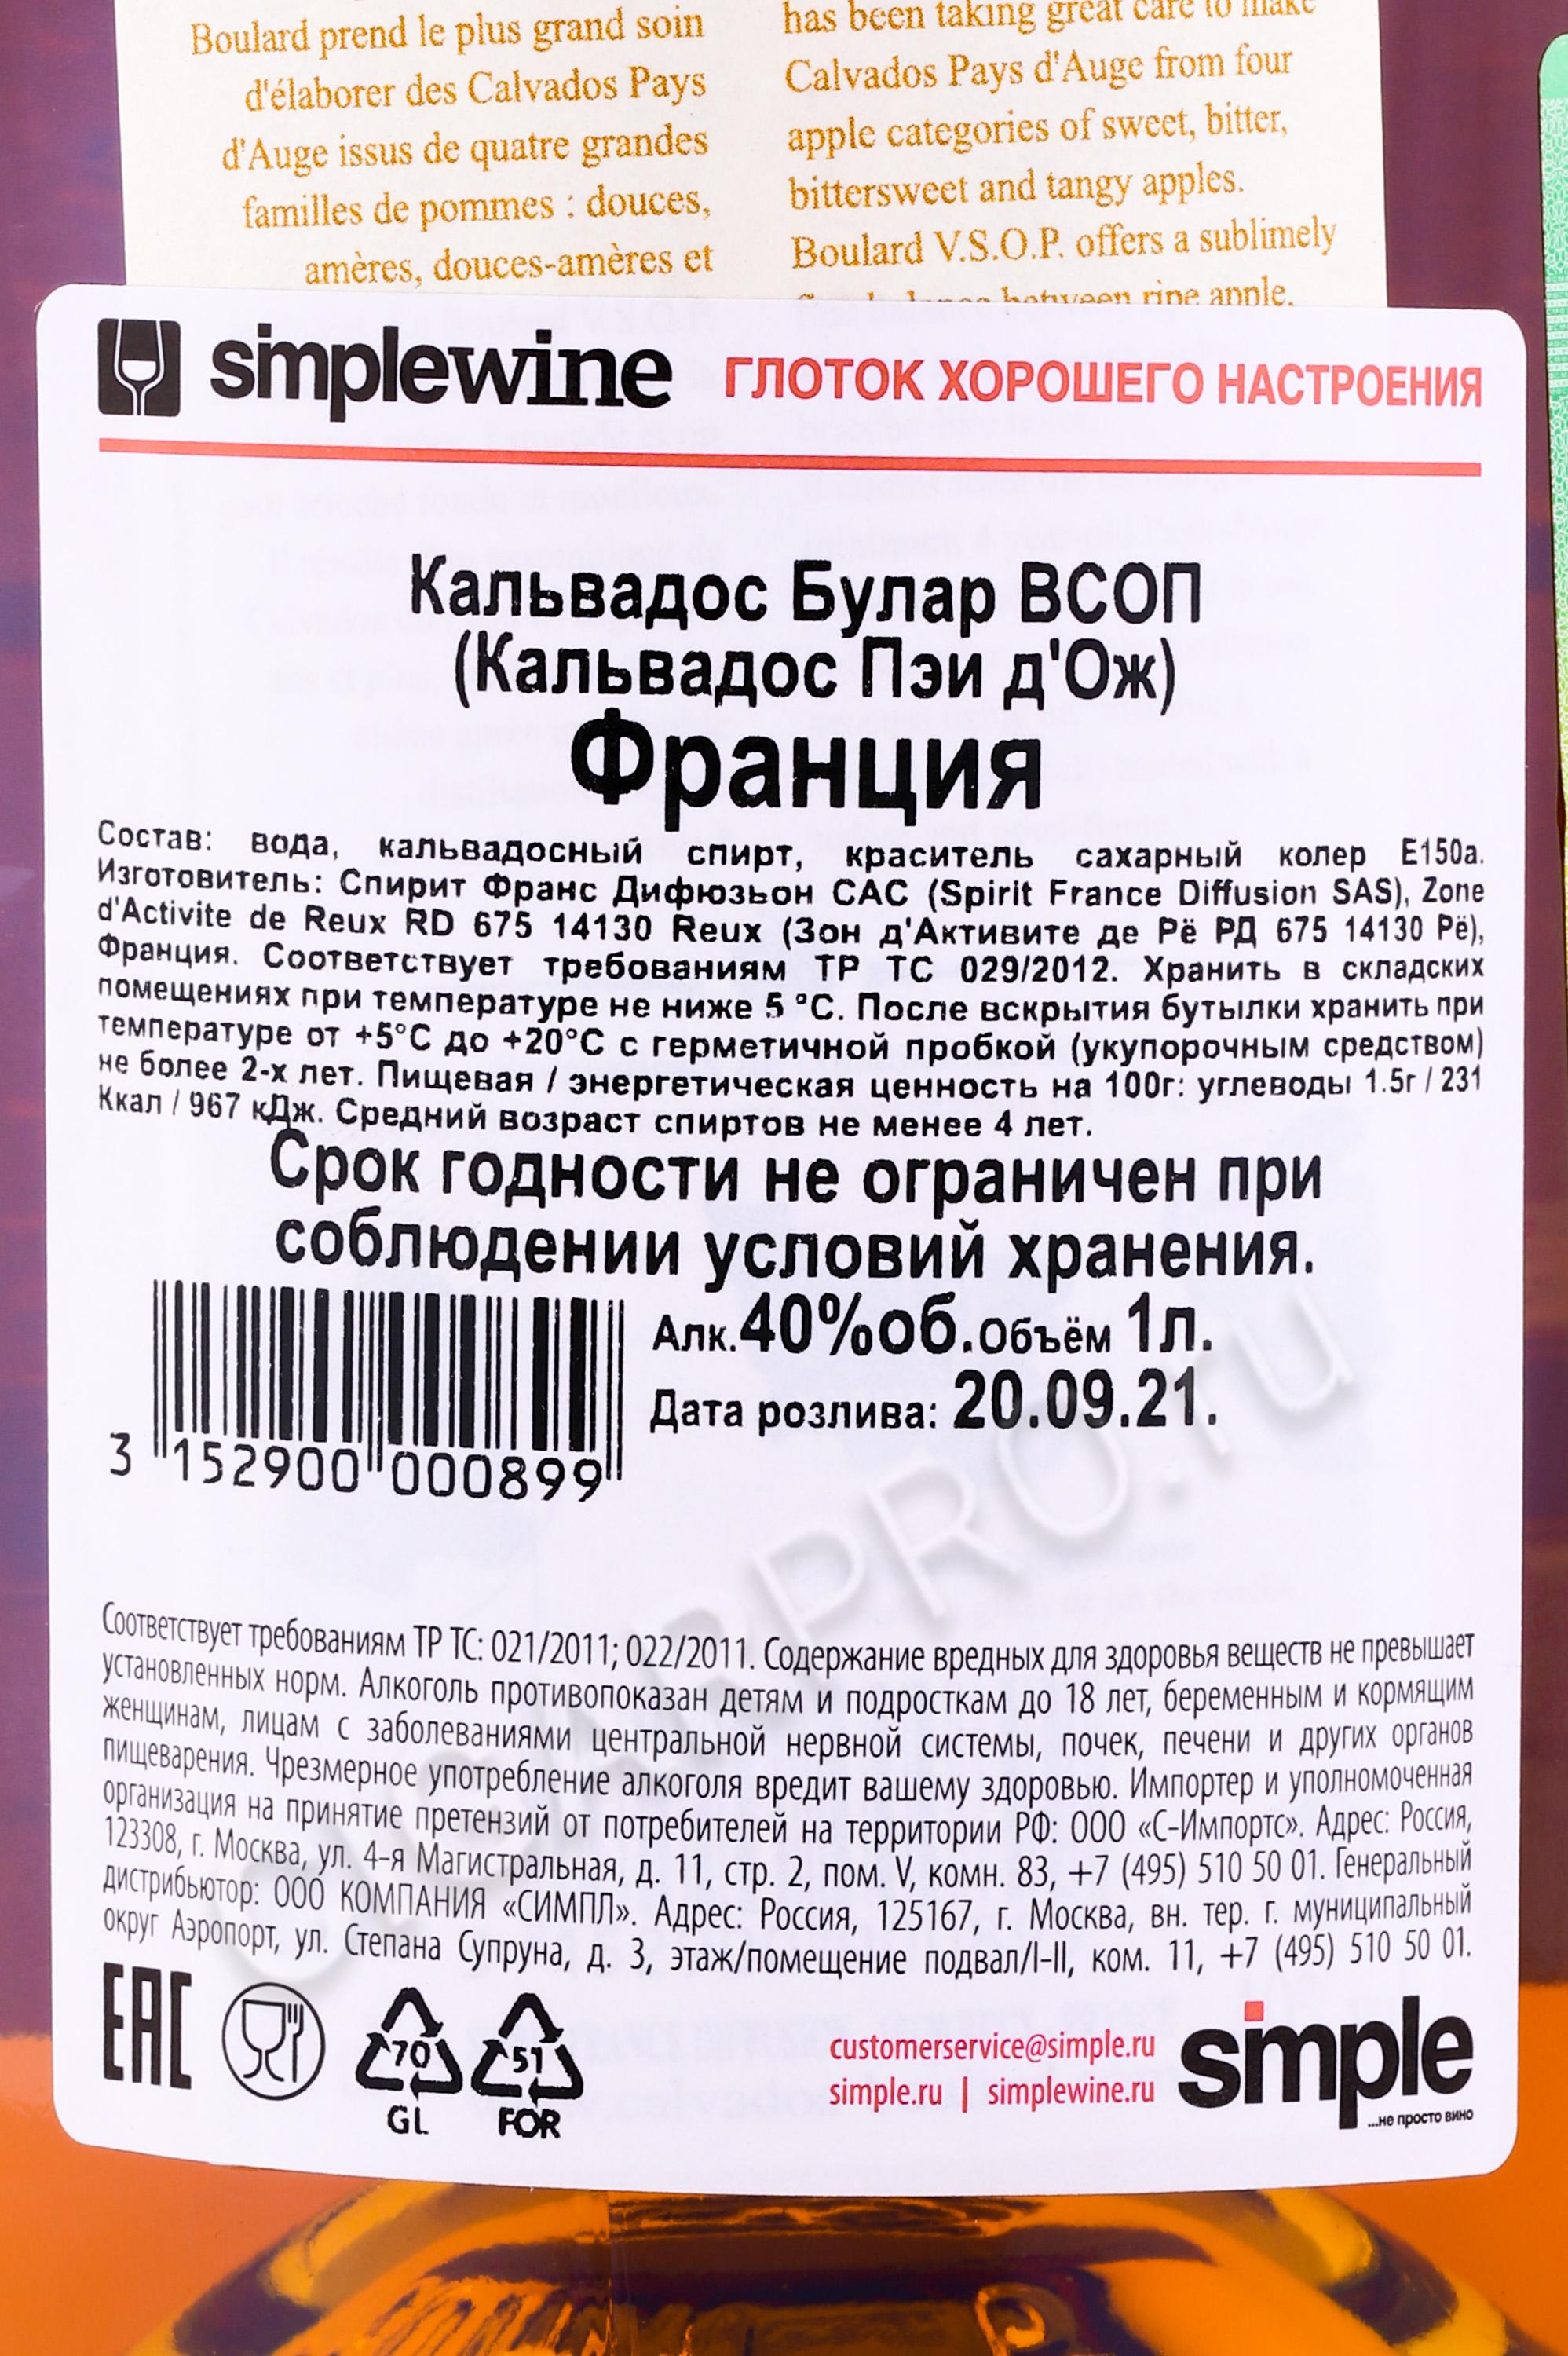 Boulard prend le plus grand soin
d'élaborer des Calvados Pays
d'Auge issus de quatre grandes
familles de pommes : douces,
amères, douces-amères et
has been taking great care to make
Calvados Pays d'Auge from four
apple categories of sweet, bitter,
bittersweet and tangy apples.
Boulard V.S.O.P. offers a sublimely
balance between ripe apple,
simplewine ГЛОТОК ХОРОШЕГО НАСТРОЕНИЯ
Кальвадос Булар ВСОП
(Кальвадос Пэи д'Ож)
Франция
Состав: вода, кальвадосный спирт, краситель сахарный колер Е150а.
Изготовитель: Спирит Франс Дифюзьон САС (Spirit France Diffusion SAS), Zone
d'Activite de Reux RD 675 14130 Reux (Зон д'Активите де Рё РД 675 14130 Рё),
Франция. Соответствует требованиям ТР ТС 029/2012. Хранить в складских
помещениях при температуре не ниже 5 °С. После вскрытия бутылки хранить при
температуре от +5°С до +20°С с герметичной пробкой (укупорочным средством)
не более 2-х лет. Пищевая / энергетическая ценность на 100г: углеводы 1.5г / 231
Ккал / 967 кДж. Средний возраст спиртов не менее 4 лет.
Срок годности не ограничен при
соблюдении условий хранения.
Алк.40%об.Объём 1л.
Дата розлива: 20.09.21.
3 152900 000899
Соответствует требованиям ТР ТС: 021/2011; 022/2011. Содержание вредных для здоровья веществ не превышает
установленных норм. Алкоголь противопоказан детям и подросткам до 18 лет, беременным и кормящим
женщинам, лицам с заболеваниями центральной нервной системы, почек, печени и других органов
пищеварения. Чрезмерное употребление алкоголя вредит вашему здоровью. Импортер и уполномоченная
организация на принятие претензий от потребителей на территории РФ: ООО «С-Импортс». Адрес: Россия,
123308, г. Москва, ул. 4-я Магистральная, д. 11, стр. 2, пом. V, комн. 83, +7 (495) 510 50 01. Генеральный
дистрибьютор: ООО КОМПАНИЯ «СИМПЛ». Адрес: Россия, 125167, г. Москва, вн. тер. г. муниципальный
округ Аэропорт, ул. Степана Супруна, д. 3, этаж/помещение подвал/I-II, ком. 11, +7 (495) 510 50 01.
EAC
70
GL
51
FOR
customerservice@simple.ru
simple.ru | simplewine.ru
simple
...не просто вино
CIGARPRO.ru